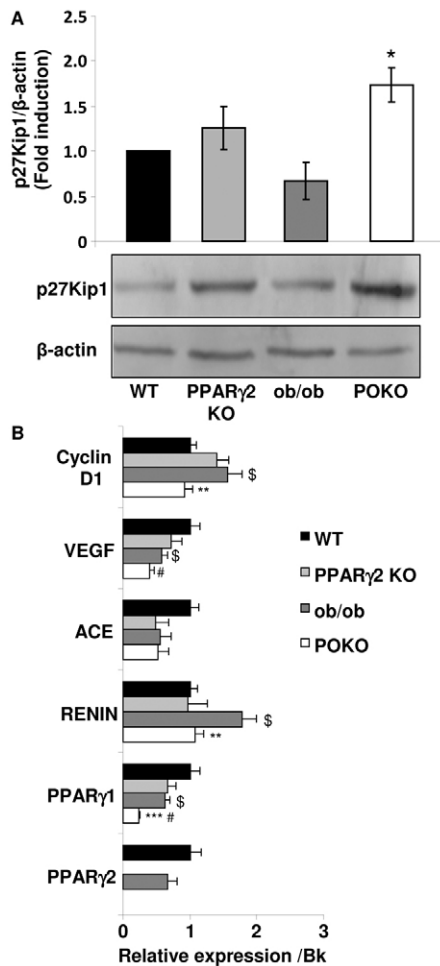 A
p27Kip1/β-actin
(Fold induction)
2.5
2.0
1.5
1.0
0.5
0
*
p27Kip1
β-actin
WT
PPARγ2
KO
ob/ob
POKO
B
Cyclin
D1
$
**
VEGF
$
#
ACE
RENIN
$
**
PPARγ1
$
*** #
PPARγ2
WT
PPARγ2 KO
ob/ob
POKO
0
1
2
3
Relative expression /Bk